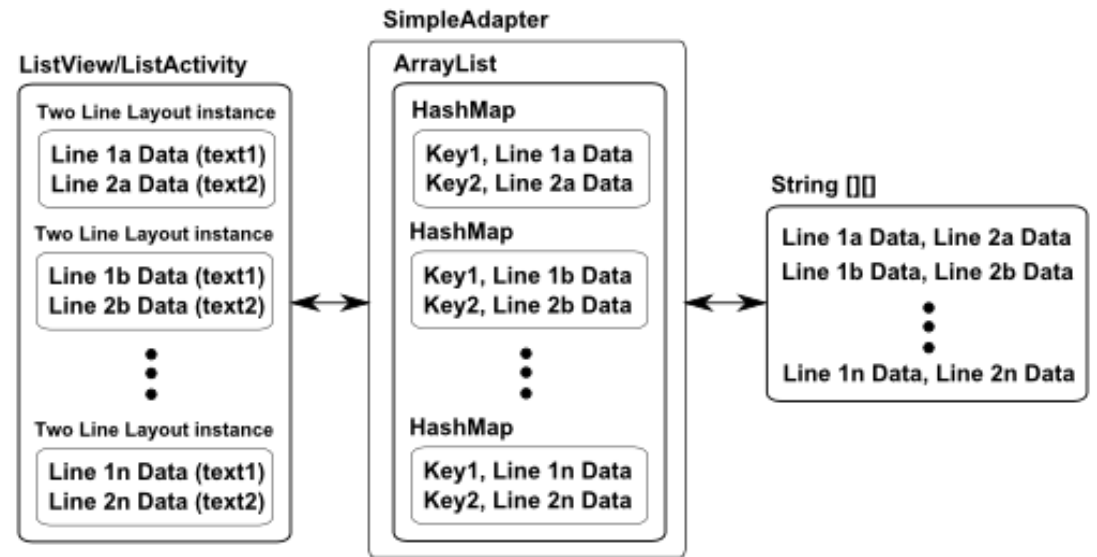 SimpleAdapter
ListView/ListActivity
Two Line Layout instance
Line 1a Data (text1)
Line 2a Data (text2)
Two Line Layout instance
Line 1b Data (text1)
Line 2b Data (text2)
Two Line Layout instance
Line 1n Data (text1)
Line 2n Data (text2)
ArrayList
HashMap
Key1, Line 1a Data
Key2, Line 2a Data
HashMap
Key1, Line 1b Data
Key2, Line 2b Data
HashMap
Key1, Line 1n Data
Key2, Line 2n Data
String [][]
Line 1a Data, Line 2a Data
Line 1b Data, Line 2b Data
Line 1n Data, Line 2n Data